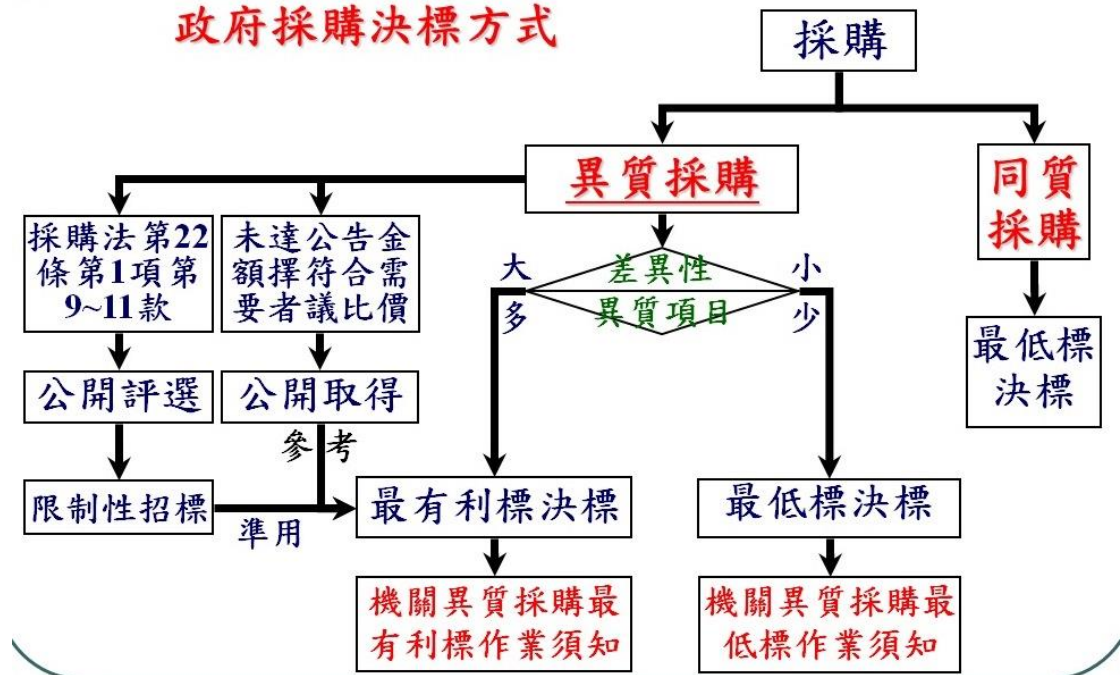 政府採購決標方式
採購
異質採購
同質
採購
採購法第22
條第1項第
9~11款
未達公告金
額擇符合需
要者議比價
大
多
差異性
異質項目
小
少
最低標
決標
公開評選
公開取得
參考
限制性招標
準用
最有利標決標
最低標決標
機關異質採購最
有利標作業須知
機關異質採購最
低標作業須知